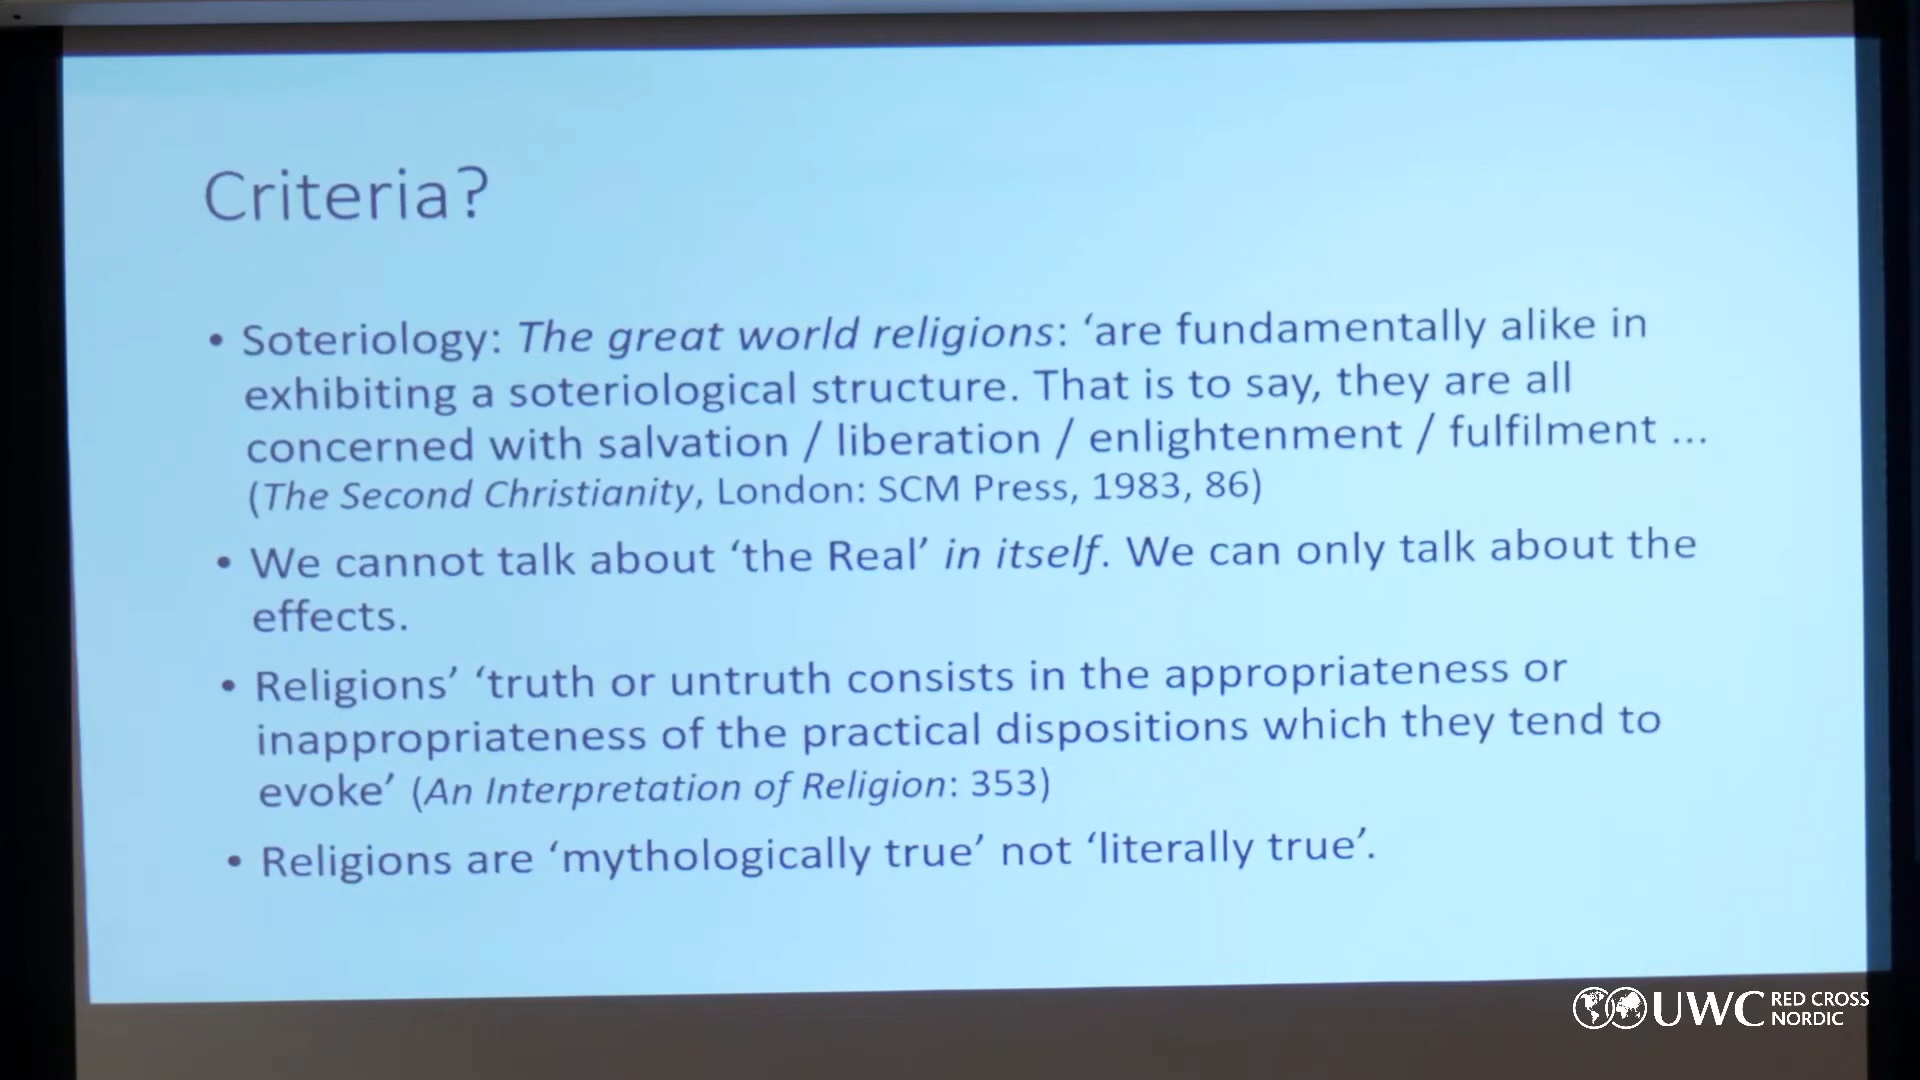 Criteria?
• Soteriology: The great world religions: ‘are fundamentally alike in
exhibiting a soteriological structure. That is to say, they are all
concerned with salvation / liberation / enlightenment / fulfilment ...
(The Second Christianity, London: SCM Press, 1983, 86)
• We cannot talk about ‘the Real’ in itself. We can only talk about the
effects.
• Religions’ ‘truth or untruth consists in the appropriateness or
inappropriateness of the practical dispositions which they tend to
evoke’ (An Interpretation of Religion: 353)
• Religions are ‘mythologically true’ not ‘literally true’.
UWC RED CROSS
NORDIC